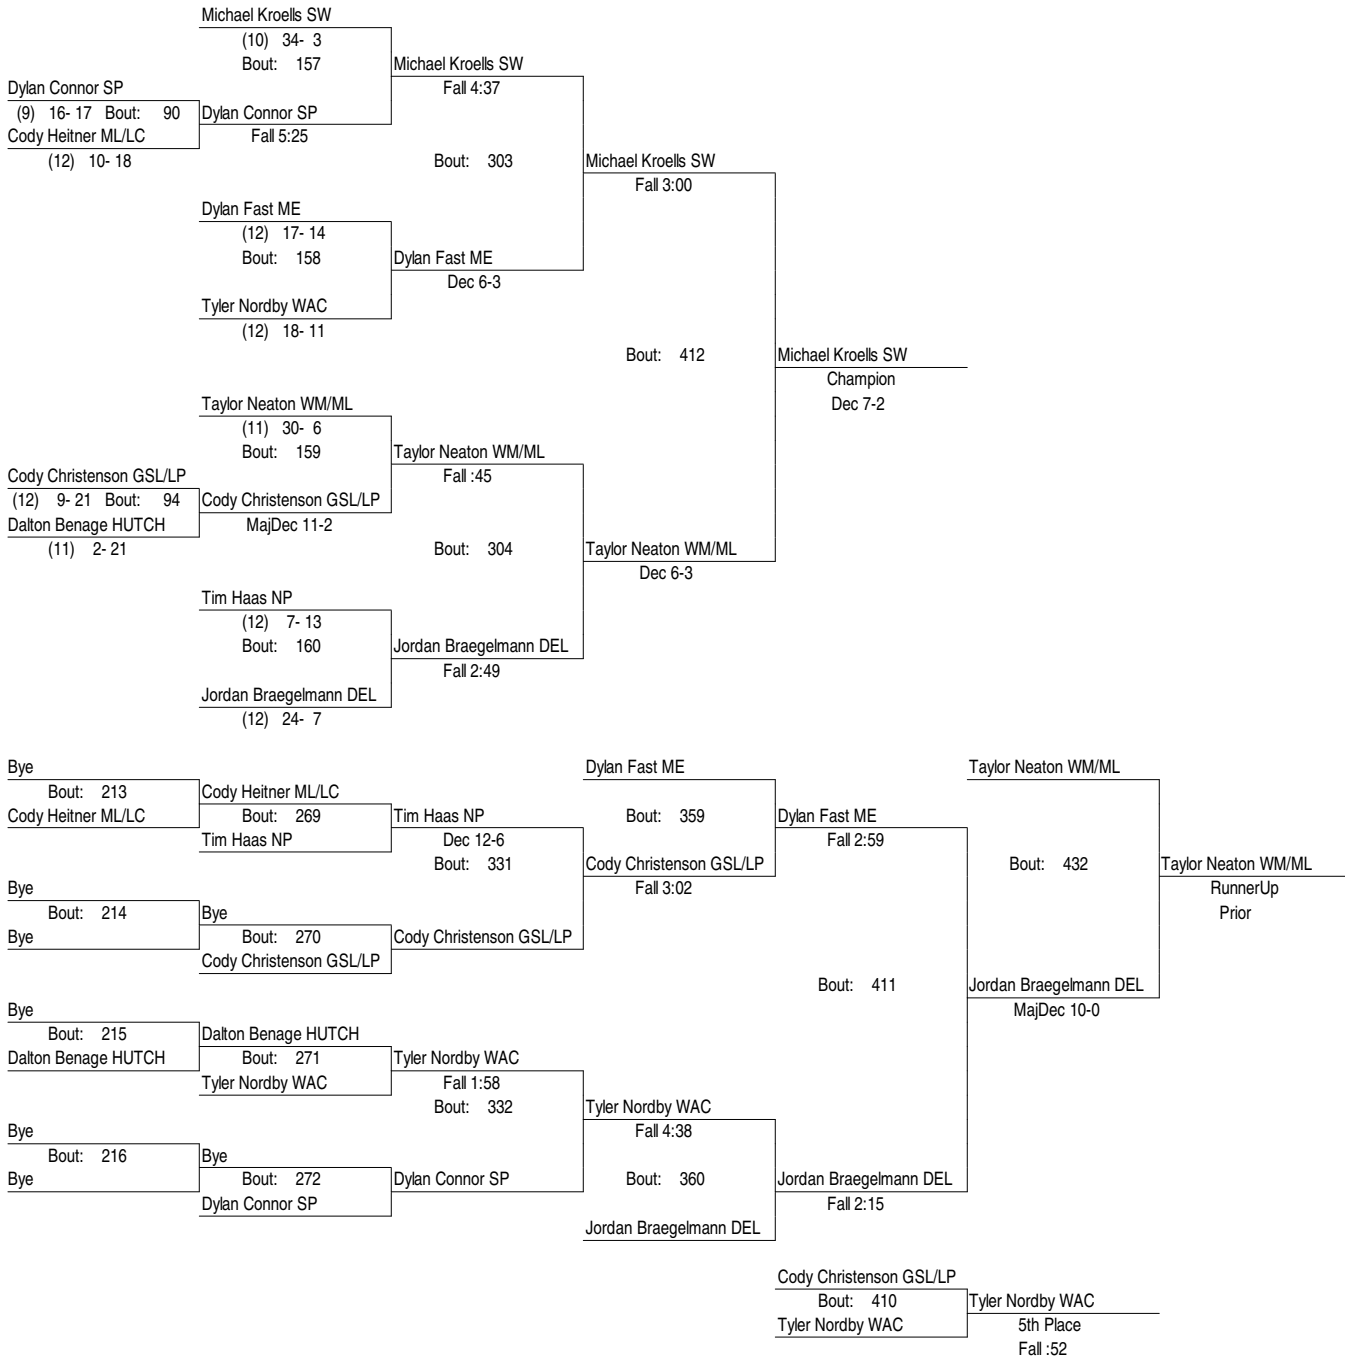 Michael Kroells SW
(10) 34- 3
Bout: 157
Michael Kroells SW
Fall 4:37
Dylan Connor SP
(9) 16- 17 Bout: 90
Dylan Connor SP
Cody Heitner ML/LC
Fall 5:25
(12) 10- 18
Bout: 303
Michael Kroells SW
Fall 3:00
Dylan Fast ME
(12) 17- 14
Bout: 158
Dylan Fast ME
Dec 6-3
Tyler Nordby WAC
(12) 18- 11
Bout: 412
Michael Kroells SW
Champion
Dec 7-2
Taylor Neaton WM/ML
(11) 30- 6
Bout: 159
Taylor Neaton WM/ML
Fall :45
Cody Christenson GSL/LP
(12) 9- 21 Bout: 94
Cody Christenson GSL/LP
Dalton Benage HUTCH
MajDec 11-2
(11) 2- 21
Bout: 304
Taylor Neaton WM/ML
Dec 6-3
Tim Haas NP
(12) 7- 13
Bout: 160
Jordan Braegelmann DEL
Fall 2:49
Jordan Braegelmann DEL
(12) 24- 7
Bye
Dylan Fast ME
Taylor Neaton WM/ML
Bout: 213
Cody Heitner ML/LC
Cody Heitner ML/LC
Bout: 269
Tim Haas NP
Bout: 359
Dylan Fast ME
Tim Haas NP
Dec 12-6
Fall 2:59
Bout: 331
Cody Christenson GSL/LP
Bout: 432
Taylor Neaton WM/ML
Bye
Fall 3:02
RunnerUp
Bout: 214
Bye
Prior
Bye
Bout: 270
Cody Christenson GSL/LP
Cody Christenson GSL/LP
Bout: 411
Jordan Braegelmann DEL
Bye
MajDec 10-0
Bout: 215
Dalton Benage HUTCH
Dalton Benage HUTCH
Bout: 271
Tyler Nordby WAC
Tyler Nordby WAC
Fall 1:58
Bout: 332
Tyler Nordby WAC
Bye
Fall 4:38
Bout: 216
Bye
Bye
Bout: 272
Dylan Connor SP
Bout: 360
Jordan Braegelmann DEL
Dylan Connor SP
Fall 2:15
Jordan Braegelmann DEL
Cody Christenson GSL/LP
Bout: 410
Tyler Nordby WAC
Tyler Nordby WAC
5th Place
Fall :52